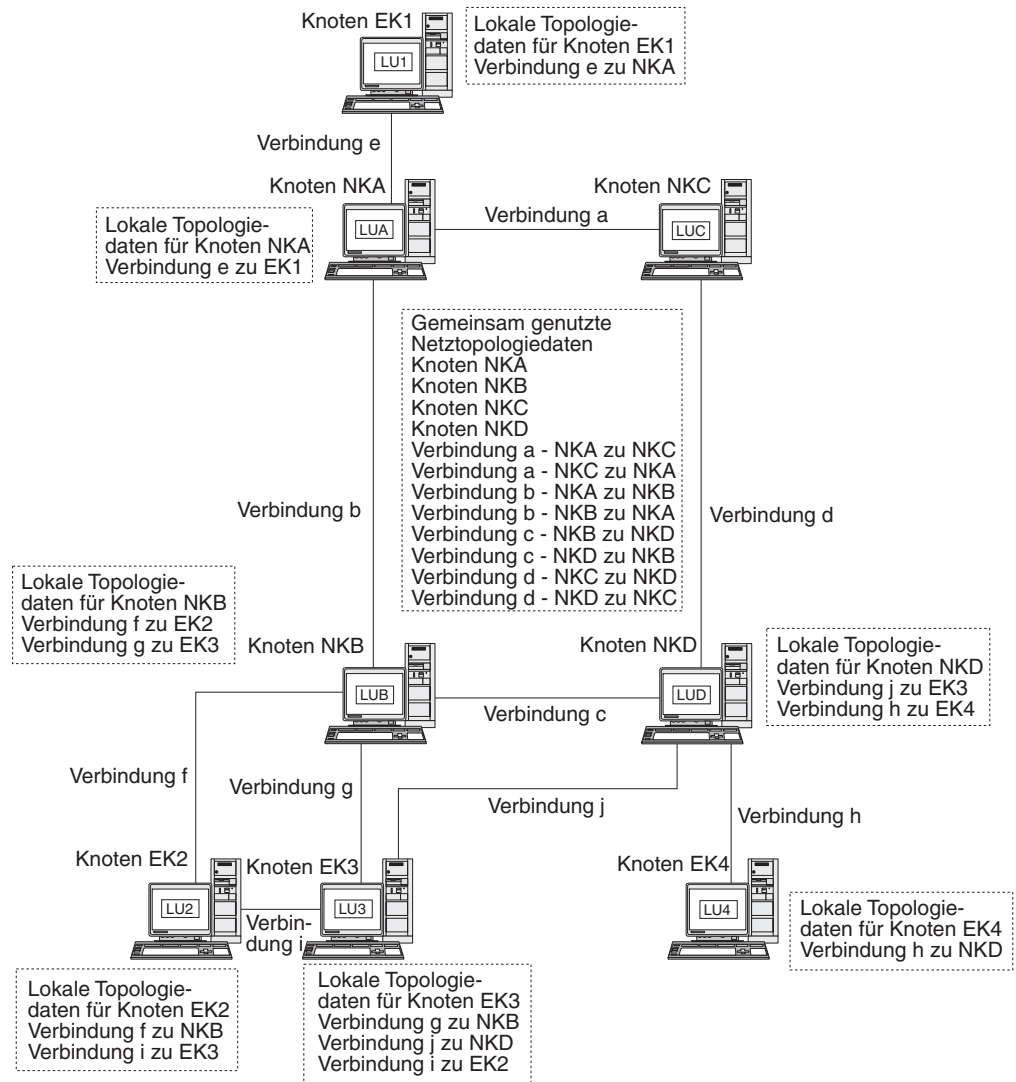 Knoten EK1
LU1
Lokale Topologie-
daten für Knoten EK1
Verbindung e zu NKA
Verbindung e
Knoten NKA
LUA
Knoten NKC
LUC
Verbindung a
Lokale Topologie-
daten für Knoten NKA
Verbindung e zu EK1
Gemeinsam genutzte
Netztopologiedaten
Knoten NKA
Knoten NKB
Knoten NKC
Knoten NKD
Verbindung a - NKA zu NKC
Verbindung a - NKC zu NKA
Verbindung b - NKA zu NKB
Verbindung b - NKB zu NKA
Verbindung c - NKB zu NKD
Verbindung c - NKD zu NKB
Verbindung d - NKC zu NKD
Verbindung d - NKD zu NKC
Verbindung b
Verbindung d
Lokale Topologie-
daten für Knoten NKB
Verbindung f zu EK2
Verbindung g zu EK3
Knoten NKB
LUB
Knoten NKD
LUD
Lokale Topologie-
daten für Knoten NKD
Verbindung j zu EK3
Verbindung h zu EK4
Verbindung c
Verbindung f
Verbindung g
Verbindung j
Verbindung h
Knoten EK2
LU2
Knoten EK3
LU3
Verbin-
dung i
Knoten EK4
LU4
Lokale Topologie-
daten für Knoten EK4
Verbindung h zu NKD
Lokale Topologie-
daten für Knoten EK2
Verbindung f zu NKB
Verbindung i zu EK3
Lokale Topologie-
daten für Knoten EK3
Verbindung g zu NKB
Verbindung j zu NKD
Verbindung i zu EK2